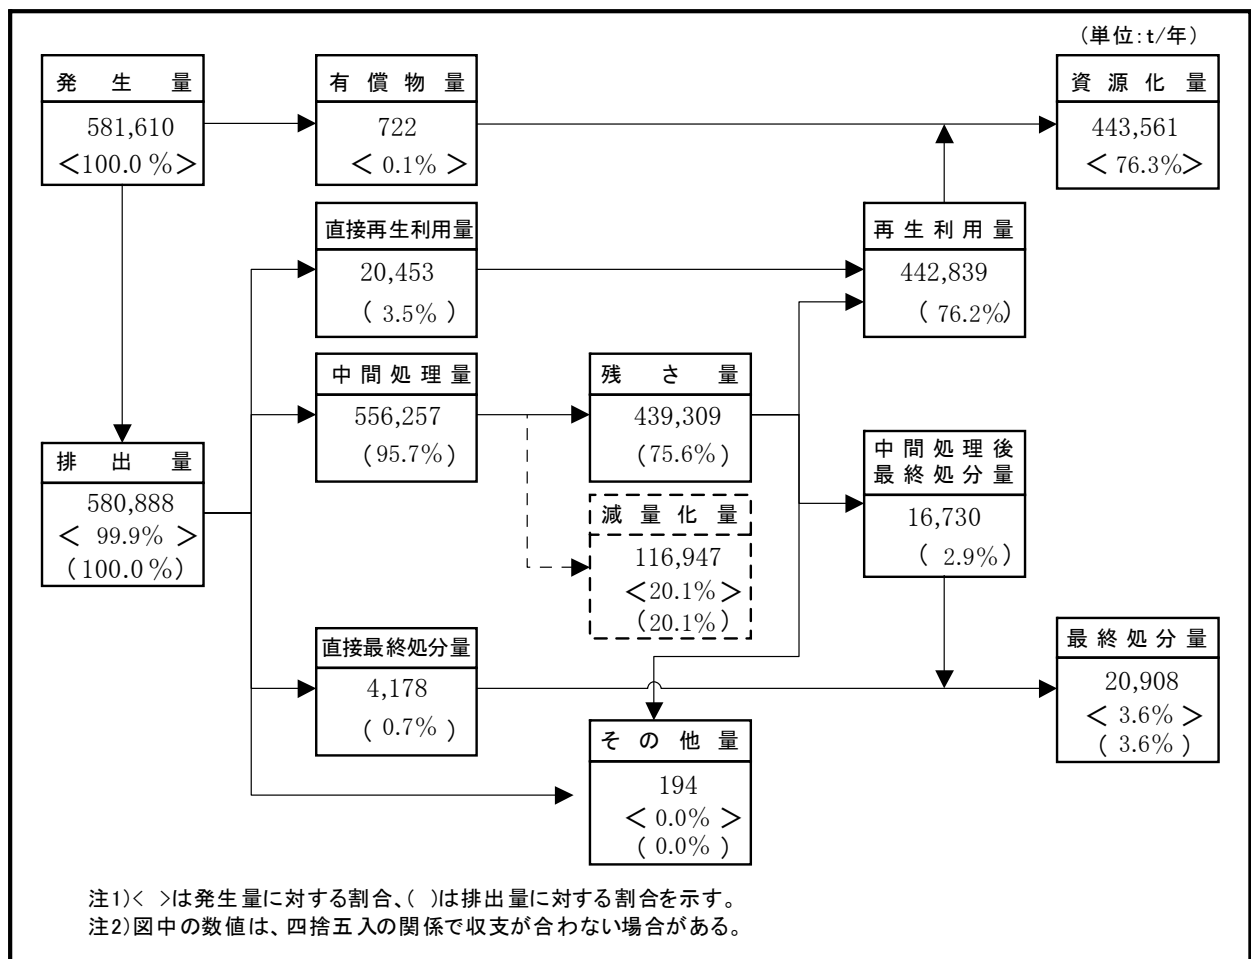 (単位:t/年)
発生量
581,610
<100.0%>
有償物量
722
<0.1%>
資源化量
443,561
<76.3%>
直接再生利用量
20,453
(3.5%)
再生利用量
442,839
(76.2%)
中間処理量
556,257
(95.7%)
残さ量
439,309
(75.6%)
排出量
580,888
<99.9%>
(100.0%)
減量化量
116,947
<20.1%>
(20.1%)
中間処理後
最終処分量
16,730
(2.9%)
直接最終処分量
4,178
(0.7%)
最終処分量
20,908
<3.6%>
(3.6%)
その他量
194
<0.0%>
(0.0%)
注1)< >は発生量に対する割合、( )は排出量に対する割合を示す。
注2)図中の数値は、四捨五入の関係で収支が合わない場合がある。